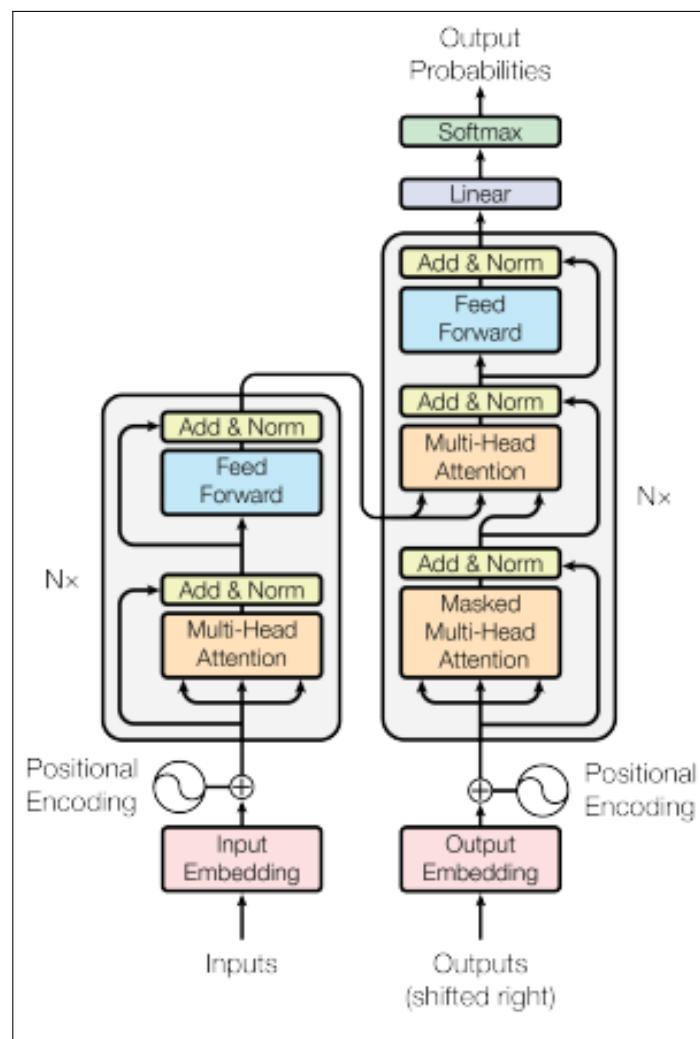 Output
Probabilities
Softmax
Linear
Add & Norm
Feed
Forward
Add & Norm
Multi-Head
Attention
Add & Norm
Masked
Multi-Head
Attention
N×
Add & Norm
Feed
Forward
Add & Norm
Multi-Head
Attention
N×
Positional
Encoding
Positional
Encoding
Input
Embedding
Output
Embedding
Inputs
Outputs
(shifted right)